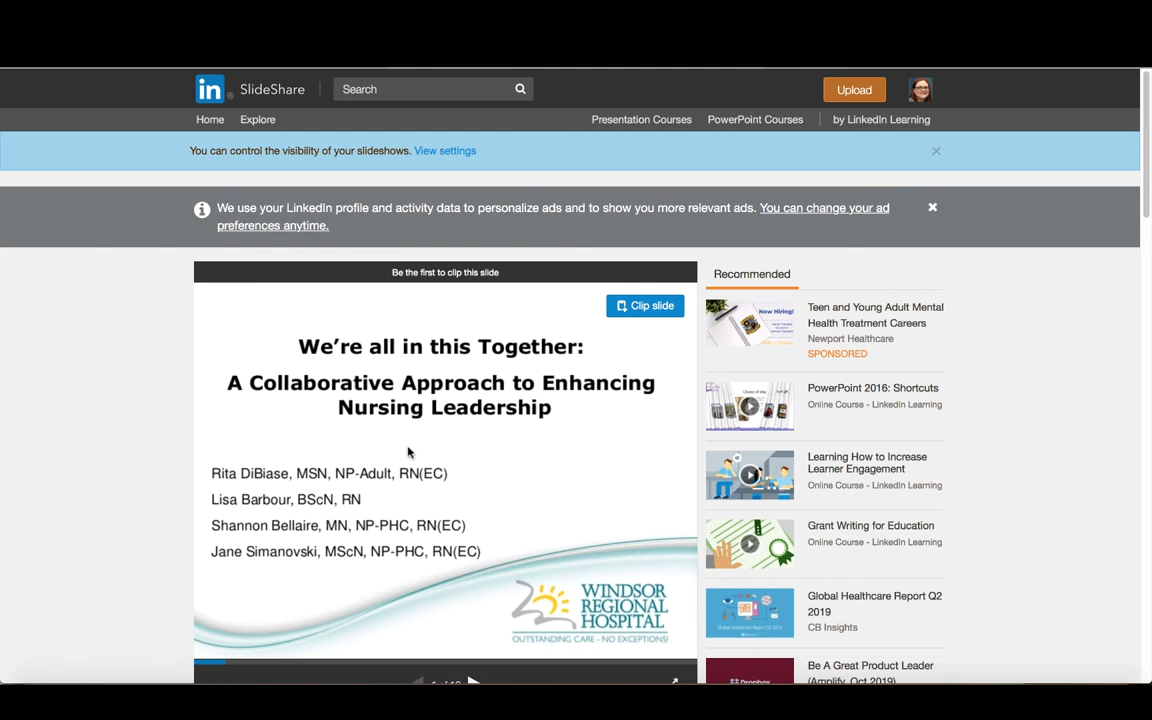 in® SlideShare
Search
Upload
Home
Explore
Presentation Courses
PowerPoint Courses
by LinkedIn Learning
You can control the visibility of your slideshows. View settings
We use your LinkedIn profile and activity data to personalize ads and to show you more relevant ads. You can change your ad
preferences anytime.
Be the first to clip this slide
Clip slide
We're all in this Together:
A Collaborative Approach to Enhancing
Nursing Leadership
Rita DiBiase, MSN, NP-Adult, RN(EC)
Lisa Barbour, BScN, RN
Shannon Bellaire, MN, NP-PHC, RN(EC)
Jane Simanovski, MScN, NP-PHC, RN(EC)
WINDSOR
REGIONAL
HOSPITAL
OUTSTANDING CARE - NO EXCEPTIONS!
Recommended
Now Hiring!
Teen and Young Adult Mental
Health Treatment Careers
Newport Healthcare
SPONSORED
PowerPoint 2016: Shortcuts
Online Course - LinkedIn Learning
Learning How to Increase
Learner Engagement
Online Course - LinkedIn Learning
Grant Writing for Education
Online Course - LinkedIn Learning
Global Healthcare Report Q2
2019
CB Insights
Be A Great Product Leader
(Amplify, Oct 2019)
Dropbox